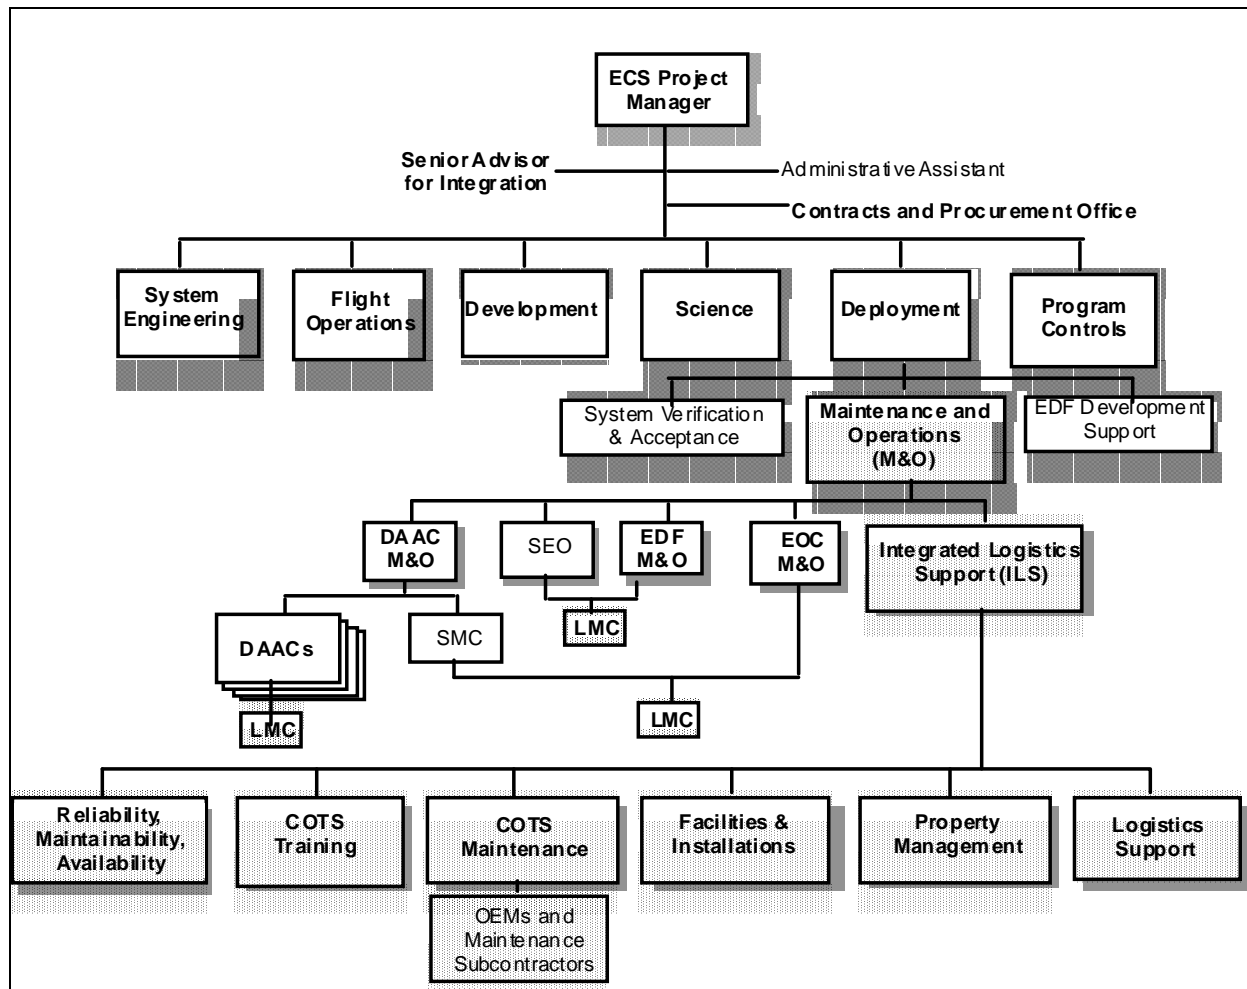 ECS Project
Manager
Senior Advisor
for Integration
Administrative Assistant
Contracts and Procurement Office
System
Engineering
Flight
Operations
Development
Science
Deployment
Program
Controls
System Verification
& Acceptance
Maintenance and
Operations
(M&O)
EDF Development
Support
DAAC
M&O
SEO
EDF
M&O
EOC
M&O
Integrated Logistics
Support (ILS)
DAACs
SMC
LMC
LMC
LMC
Reliability,
Maintainability,
Availability
COTS
Training
COTS
Maintenance
Facilities &
Installations
Property
Management
Logistics
Support
OEMs and
Maintenance
Subcontractors